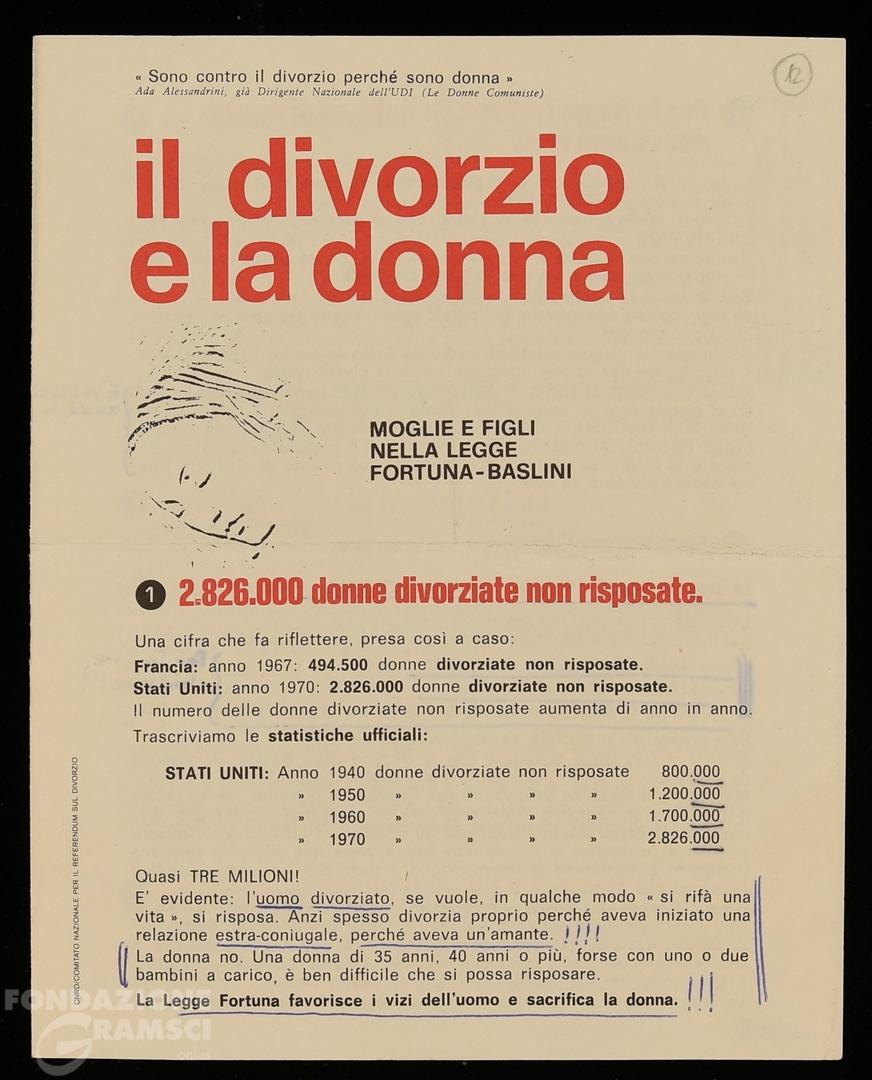 « Sono contro il divorzio perché sono donna »
Ada Alessandrini, già Dirigente Nazionale dell'UDI (Le Donne Comuniste)
12
il divorzio
e la donna
MOGLIE E FIGLI
NELLA LEGGE
FORTUNA-BASLINI
1 2.826.000 donne divorziate non risposate.
Una cifra che fa riflettere, presa così a caso:
Francia: anno 1967: 494.500 donne divorziate non risposate.
Stati Uniti: anno 1970: 2.826.000 donne divorziate non risposate.
Il numero delle donne divorziate non risposate aumenta di anno in anno.
Trascriviamo le statistiche ufficiali:
STATI UNITI: Anno 1940 donne divorziate non risposate 800.000
» 1950 » » » » 1.200.000
» 1960 » » » » 1.700.000
» 1970 » » » » 2.826.000
Quasi TRE MILIONI!
E' evidente: l'uomo divorziato, se vuole, in qualche modo « si rifà una
vita », si risposa. Anzi spesso divorzia proprio perché aveva iniziato una
relazione estra-coniugale, perché aveva un'amante. !!!!
La donna no. Una donna di 35 anni, 40 anni o più, forse con uno o due
bambini a carico, è ben difficile che si possa risposare.
La Legge Fortuna favorisce i vizi dell'uomo e sacrifica la donna. !!!
CNRD/COMITATO NAZIONALE PER IL REFERENDUM SUL DIVORZIO
FONDAZIONE
GRAMSCI
onlus